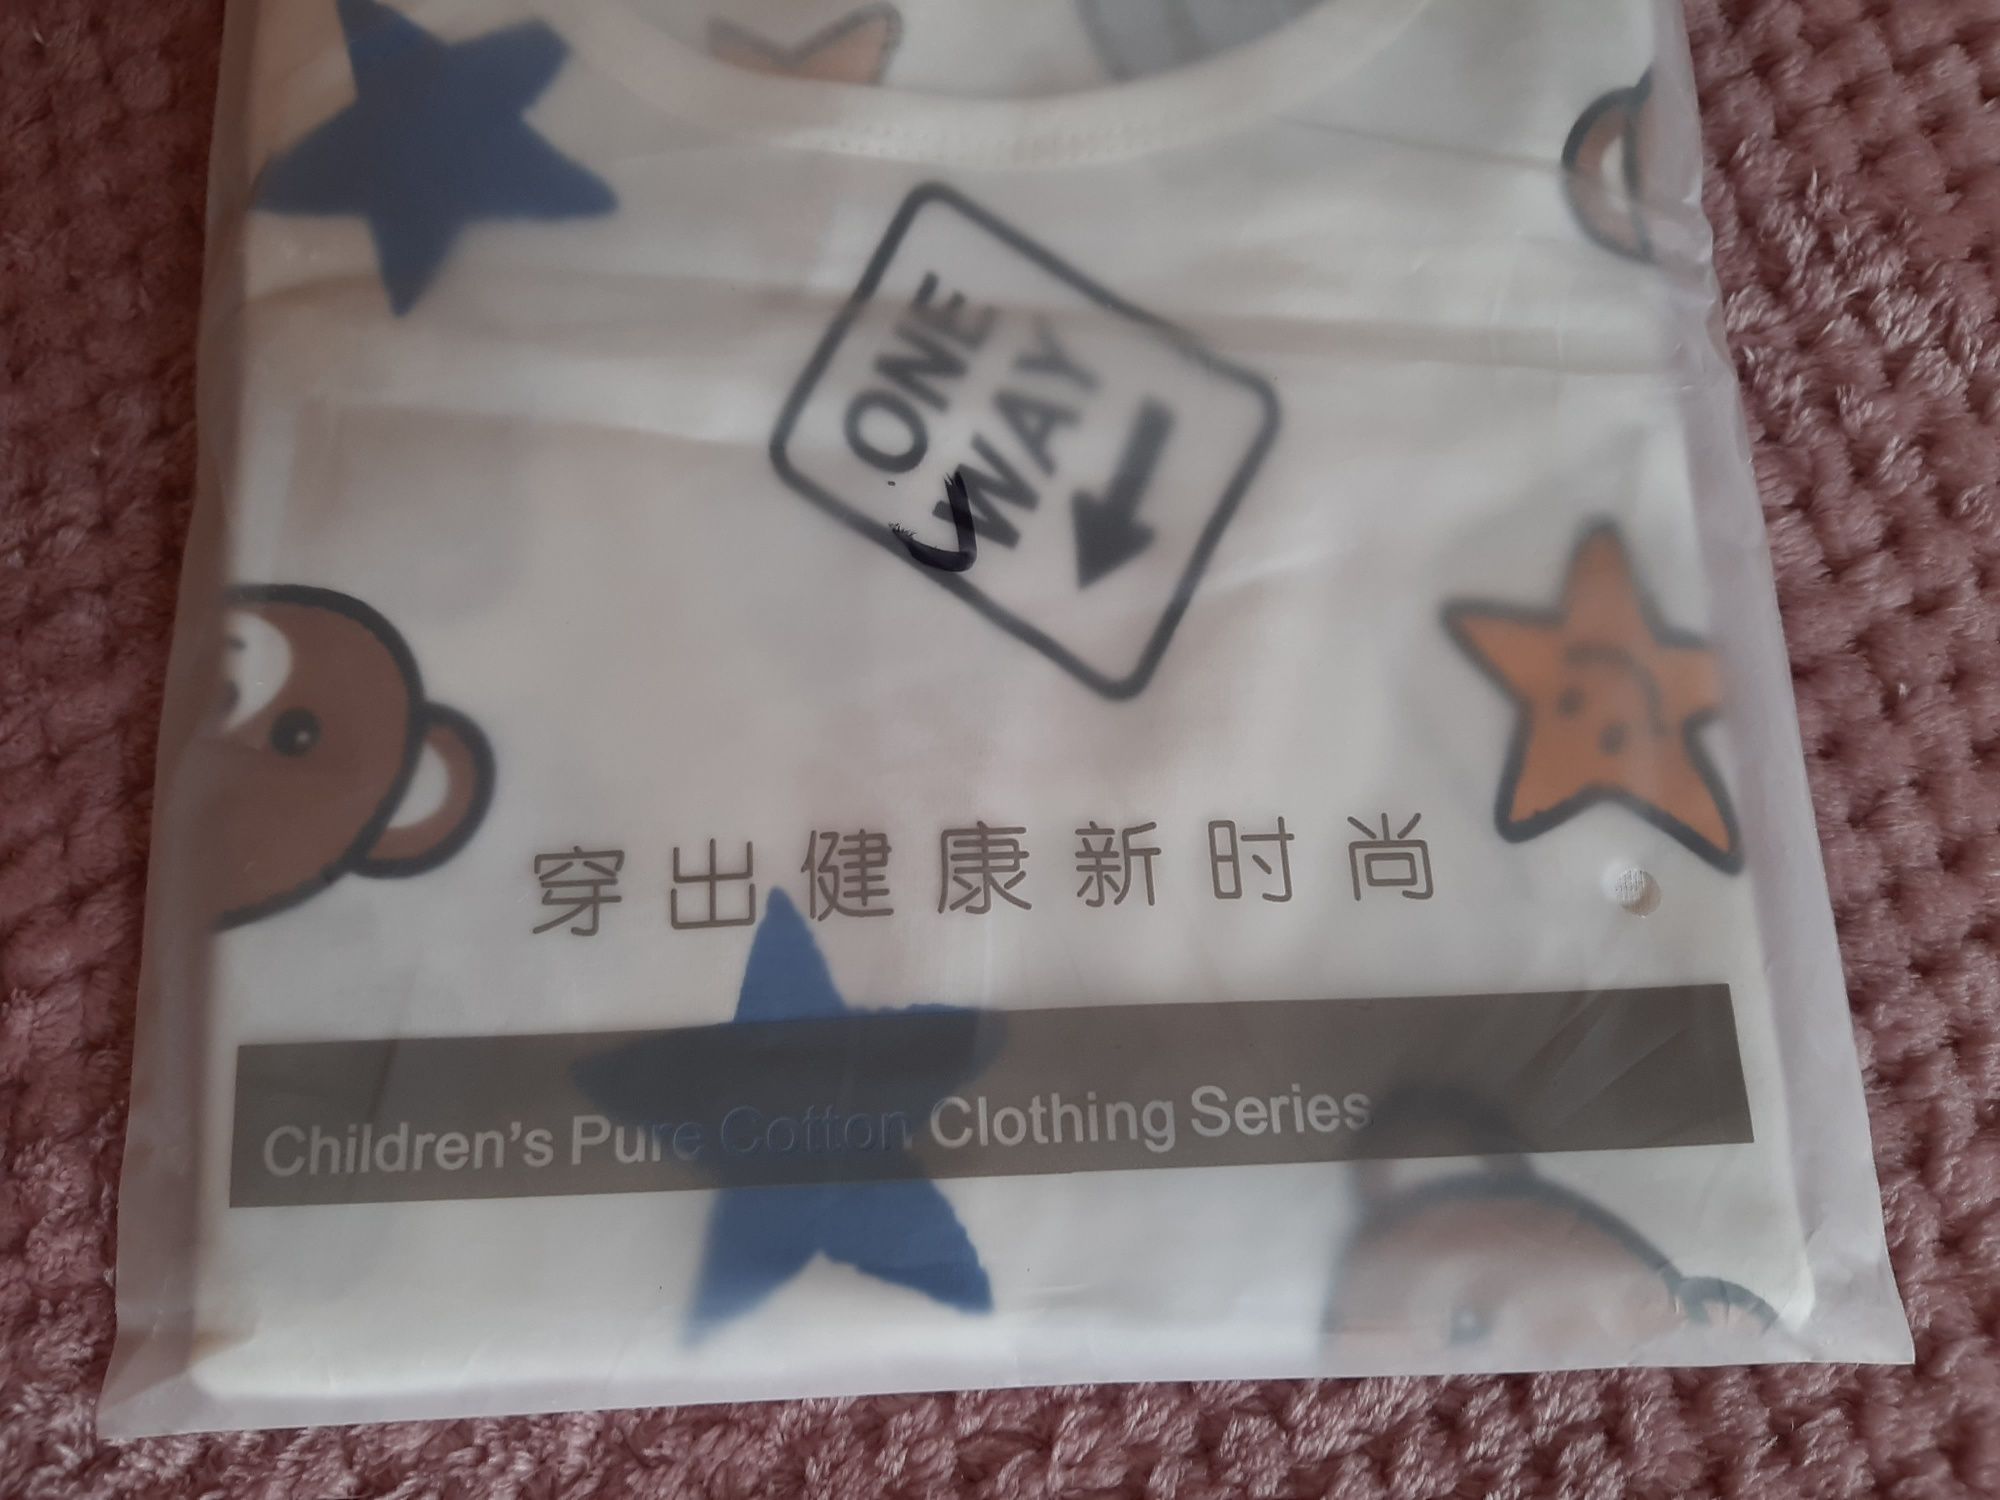 ONE
WAY
穿出健康新时尚
Children's Pure Cotton Clothing Series